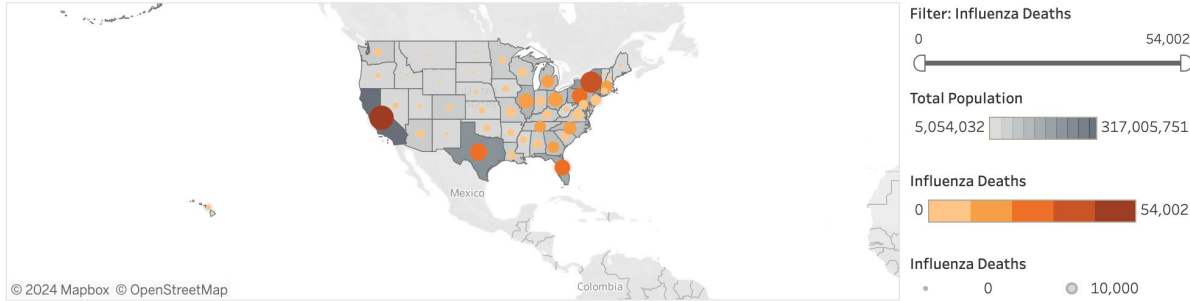 Filter: Influenza Deaths
0 54,002
Total Population
5,054,032 317,005,751
Influenza Deaths
0 54,002
Influenza Deaths
0 10,000
Mexico
Colombia
© 2024 Mapbox © OpenStreetMap